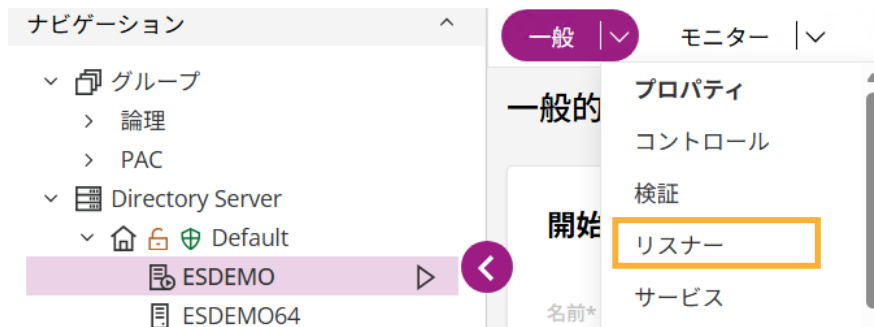 ナビゲーション
グループ
論理
PAC
Directory Server
Default
ESDEMO
ESDEMO64
一般
モニター
一般的
プロパティ
コントロール
検証
開始
リスナー
サービス
名前*